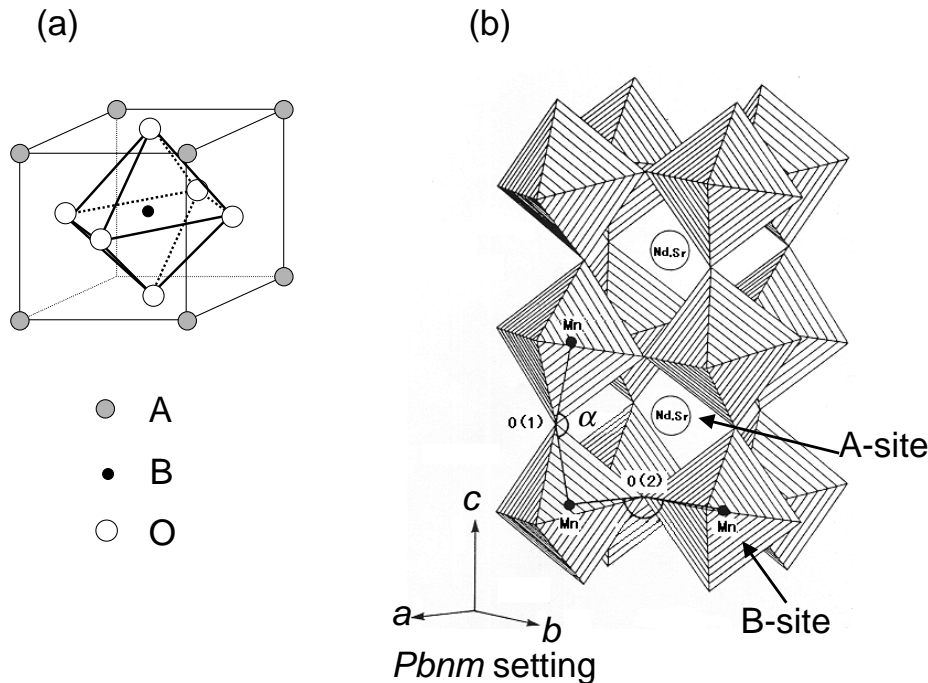 (a)
(b)
A
B
O
Nd.Sr
Mn
O(1)
α
Nd.Sr
A-site
O(2)
Mn
Mn
c
a
b
B-site
Pbnm setting